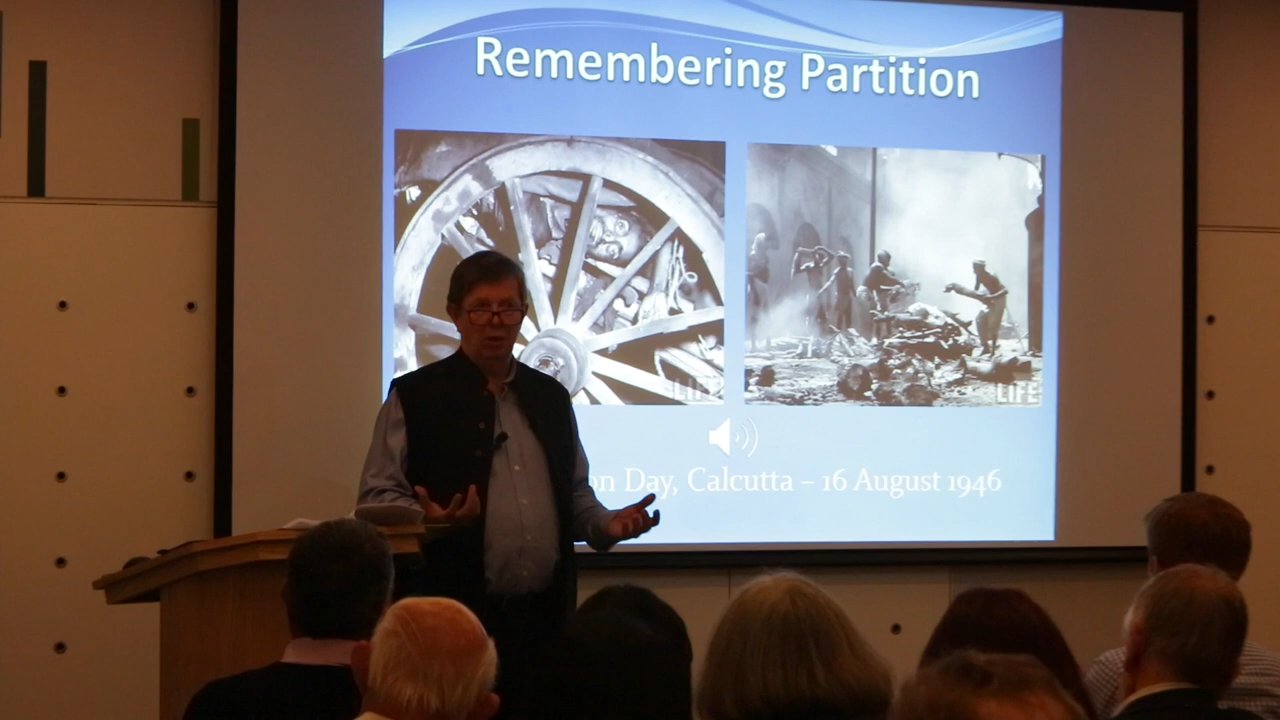 Remembering Partition
LIFE
LIFE
on Day, Calcutta – 16 August 1946